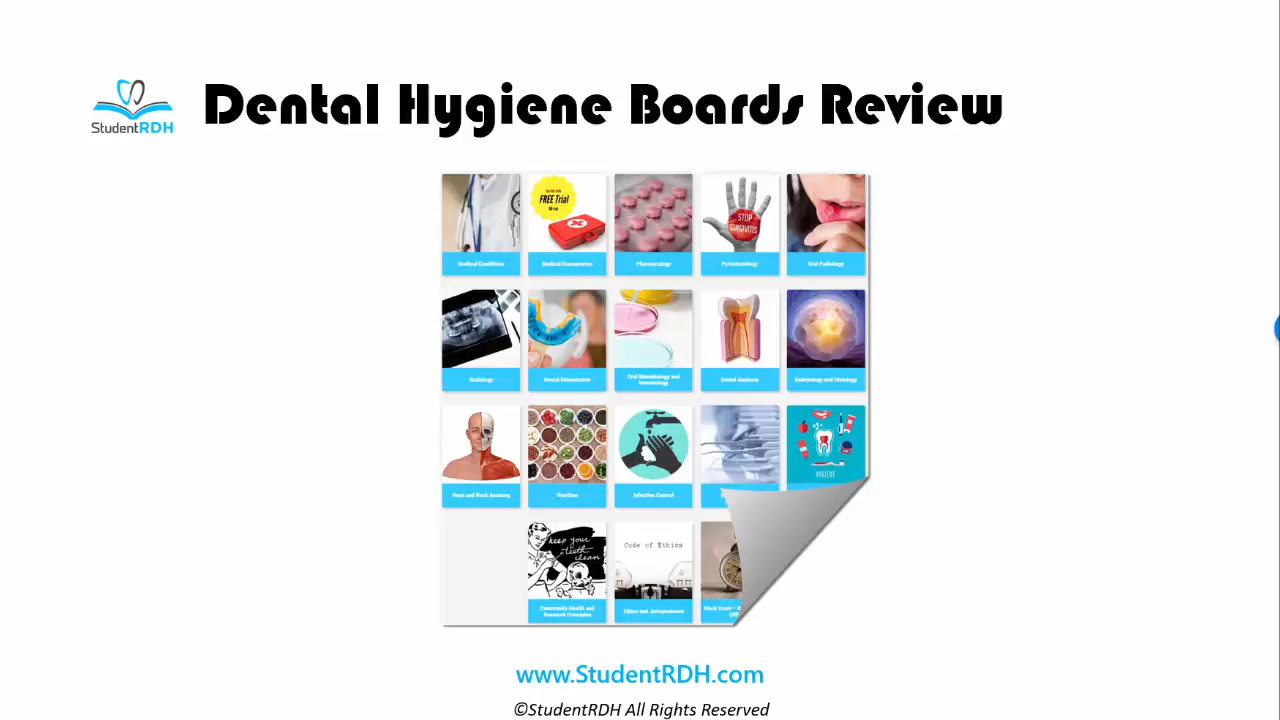 Dental Hygiene Boards Review
StudentRDH
FREE Trial
STOP
GINGIVITIS
Medical Conditions
Medical Emergencies
Pharmacology
Periodontology
Oral Pathology
Radiology
Dental Biomaterials
Oral Microbiology and
Immunology
Dental Anatomy
Embryology and Histology
HYGIENE
Head and Neck Anatomy
Nutrition
Infection Control
keep your
teeth
clean
Code of Ethics
Community Health and
Research Principles
Ethics and Jurisprudence
Mock Exam –
www.StudentRDH.com
©StudentRDH All Rights Reserved